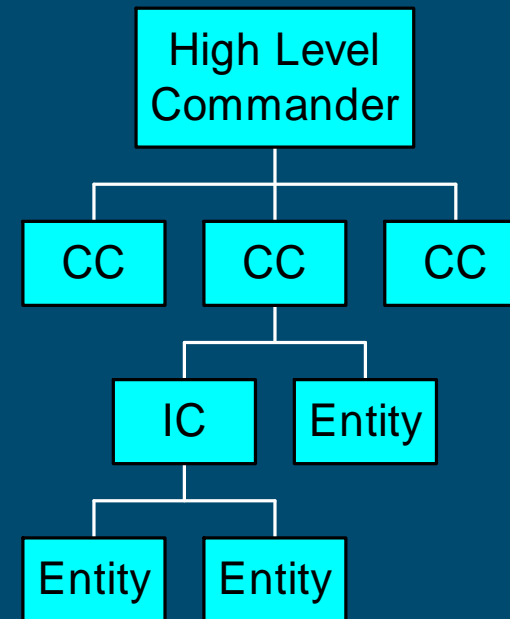 High Level
Commander
CC
CC
CC
IC
Entity
Entity
Entity